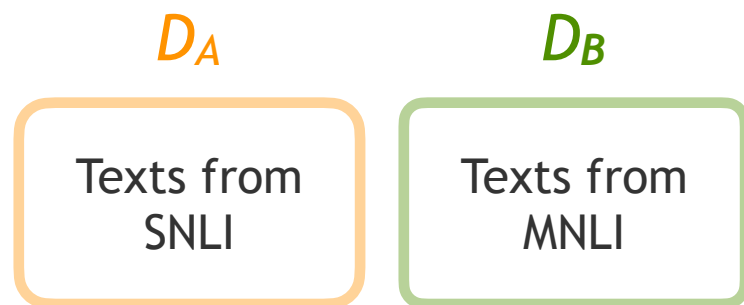 D_A
D_B
Texts from
SNLI
Texts from
MNLI